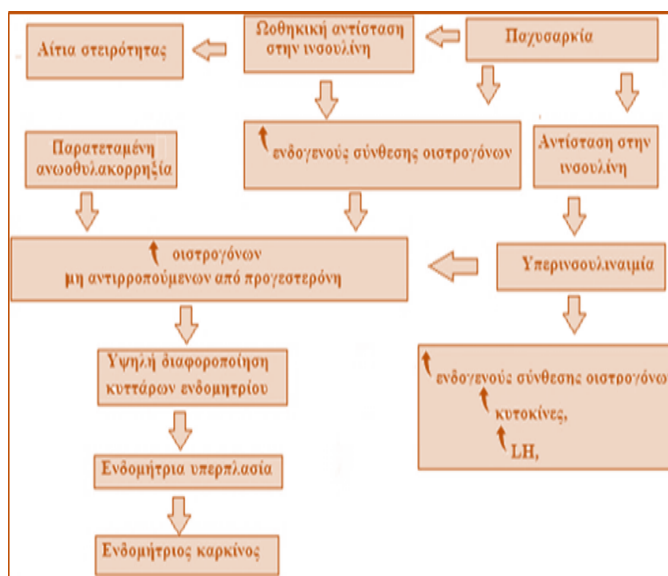 Αίτια στειρότητας
Ωοθηκική αντίσταση
στην ινσουλίνη
Παχυσαρκία
Παρατεταμένη
ανωοθυλακορρηξία
ενδογενούς σύνθεσης οιστρογόνων
Αντίσταση στην
ινσουλίνη
οιστρογόνων
μη αντιρροπούμενων από προγεστερόνη
Υπερινσουλιναιμία
Υψηλή διαφοροποίηση
κυττάρων ενδομητρίου
ενδογενούς σύνθεσης οιστρογόνων
κυτοκίνες,
LH,
Ενδομήτρια υπερπλασία
Ενδομήτριος καρκίνος